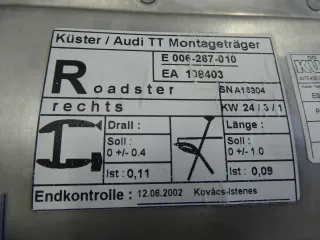 Küster / Audi TT Montageträger
E 006-267-010
Roadster
EA 108403
SN A15304
rechts
KW 24 / 3 / 1
Drall :
Länge :
Soll :
Soll :
0 +/- 0.4
0 +/- 1.0
Ist : 0,11
Ist : 0,09
Endkontrolle : 12.06.2002 Kovács-Istenes